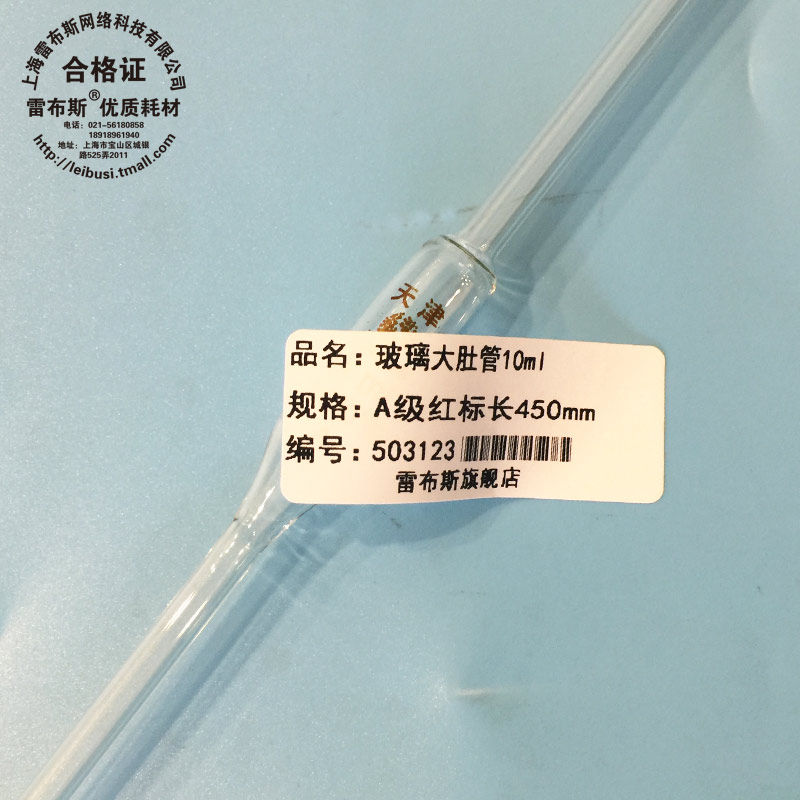 上海雷布斯网络科技有限公司
合格证
雷布斯®优质耗材
电话：021-56180858
18918961940
地址：上海市宝山区城银
路525弄2011
http://leibusi.tmall.com
天津
品名：玻璃大肚管10ml
规格：A级红标长450mm
编号：503123
雷布斯旗舰店